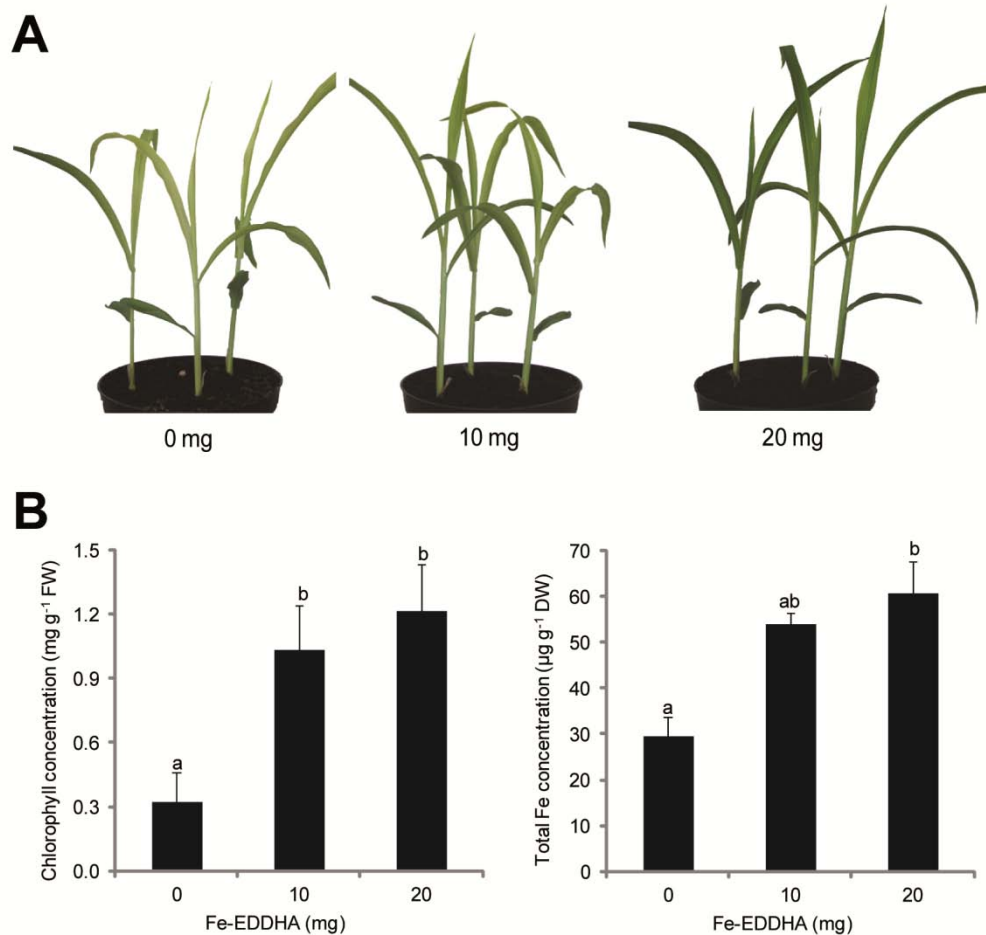 A
0 mg
10 mg
20 mg
B
Chlorophyll concentration (mg g⁻¹ FW)
1.5
1.2
0.9
0.6
0.3
0.0
a
b
b
0
10
20
Fe-EDDHA (mg)
Total Fe concentration (µg g⁻¹ DW)
70
60
50
40
30
20
10
0
a
ab
b
0
10
20
Fe-EDDHA (mg)